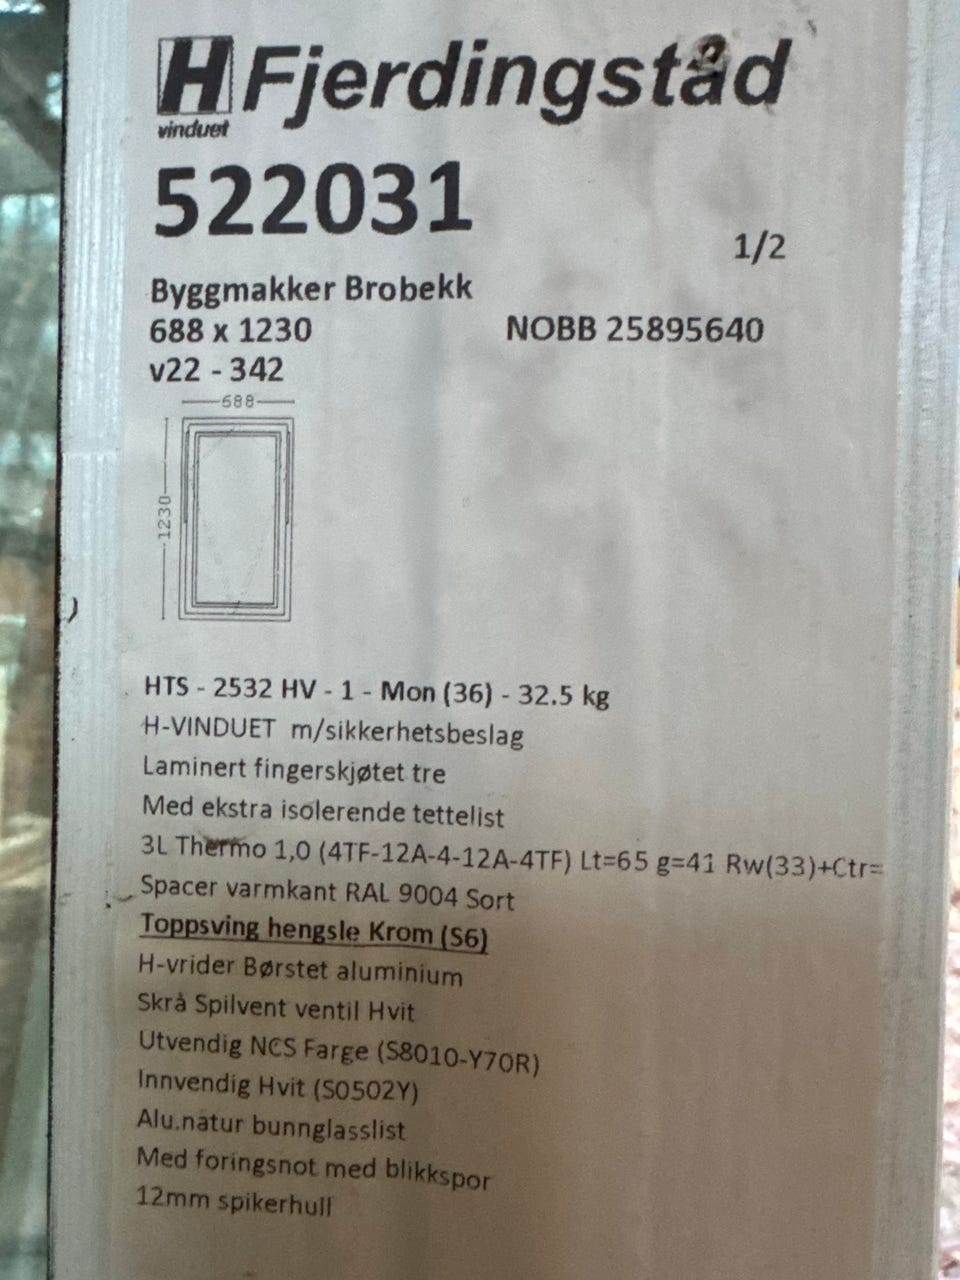 H Fjerdingstad
vinduet
522031
1/2
Byggmakker Brobekk
688 x 1230 NOBB 25895640
v22 - 342
688
1230
HTS - 2532 HV - 1 - Mon (36) - 32.5 kg
H-VINDUET m/sikkerhetsbeslag
Laminert fingerskjøtet tre
Med ekstra isolerende tettelist
3L Thermo 1,0 (4TF-12A-4-12A-4TF) Lt=65 g=41 Rw(33)+Ctr=
Spacer varmkant RAL 9004 Sort
Toppsving hengsle Krom (S6)
H-vrider Børstet aluminium
Skrå Spilvent ventil Hvit
Utvendig NCS Farge (S8010-Y70R)
Innvendig Hvit (S0502Y)
Alu.natur bunnglasslist
Med foringsnot med blikkspor
12mm spikerhull